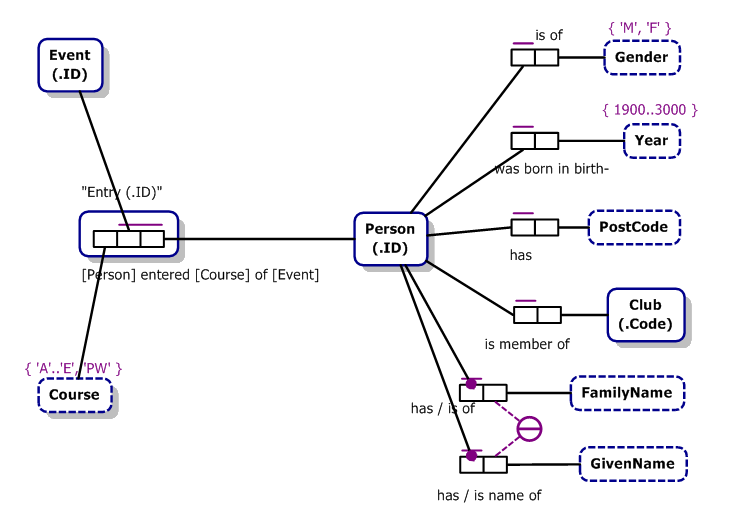 is of
{ 'M', 'F' }
Gender
Event
(.ID)
{ 1900..3000 }
Year
was born in birth-
"Entry (.ID)"
Person
(.ID)
PostCode
has
[Person] entered [Course] of [Event]
Club
(.Code)
is member of
{ 'A'..'E', 'PW' }
Course
FamilyName
has / is of
GivenName
has / is name of